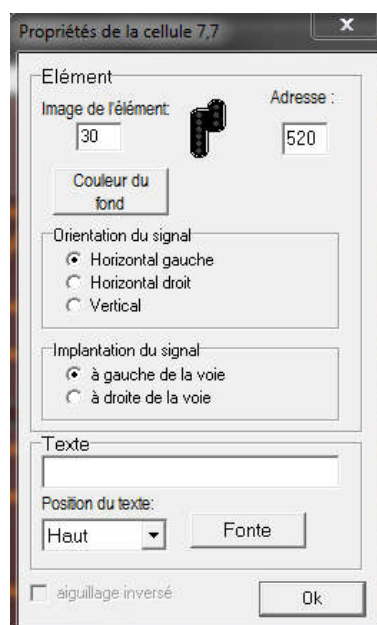 Propriétés de la cellule 7,7
x
Elément
Image de l'élément:
Adresse :
30
520
Couleur du
fond
Orientation du signal
Horizontal gauche
Horizontal droit
Vertical
Implantation du signal
à gauche de la voie
à droite de la voie
Texte
Position du texte:
Haut
Fonte
aiguillage inversé
Ok